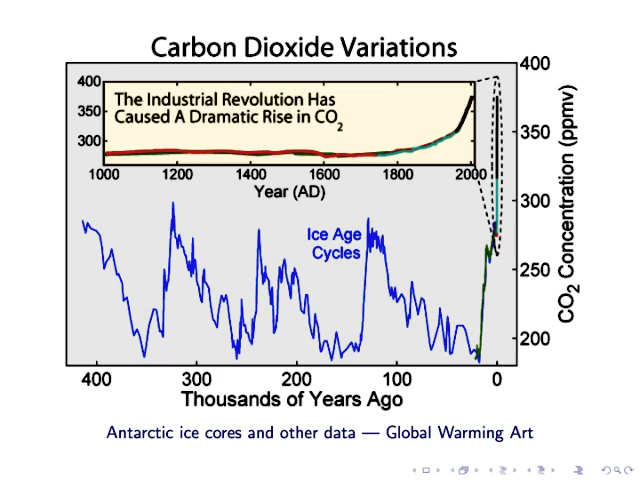 Carbon Dioxide Variations
400
350
300
The Industrial Revolution Has
Caused A Dramatic Rise in CO2
1000 1200 1400 1600 1800 2000
Year (AD)
Ice Age
Cycles
400
350
300
250
200
CO2 Concentration (ppmv)
400 300 200 100 0
Thousands of Years Ago
Antarctic ice cores and other data — Global Warming Art